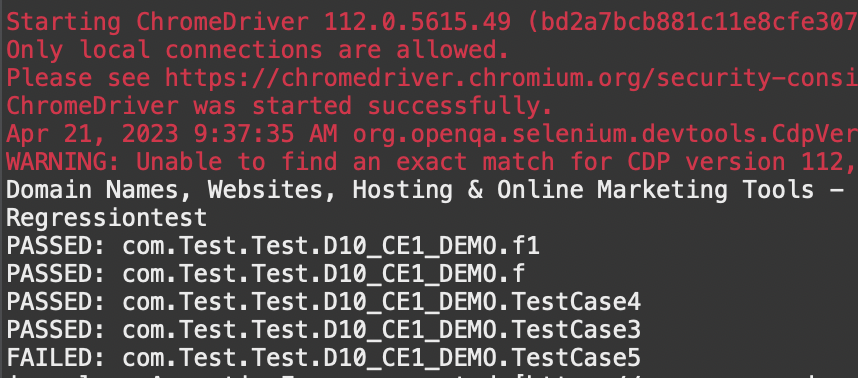 Starting ChromeDriver 112.0.5615.49 (bd2a7bcb881c11e8cfe307
Only local connections are allowed.
Please see https://chromedriver.chromium.org/security-consi
ChromeDriver was started successfully.
Apr 21, 2023 9:37:35 AM org.openqa.selenium.devtools.CdpVer
WARNING: Unable to find an exact match for CDP version 112,
Domain Names, Websites, Hosting & Online Marketing Tools -
Regressiontest
PASSED: com.Test.Test.D10_CE1_DEMO.f1
PASSED: com.Test.Test.D10_CE1_DEMO.f
PASSED: com.Test.Test.D10_CE1_DEMO.TestCase4
PASSED: com.Test.Test.D10_CE1_DEMO.TestCase3
FAILED: com.Test.Test.D10_CE1_DEMO.TestCase5